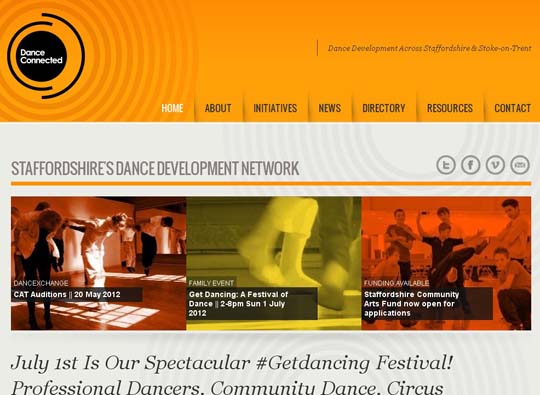 Dance
Connected
Dance Development Across Staffordshire & Stoke-on-Trent
HOME ABOUT INITIATIVES NEWS DIRECTORY RESOURCES CONTACT
STAFFORDSHIRE'S DANCE DEVELOPMENT NETWORK
DANCEXCHANGE
CAT Auditions || 20 May 2012
FAMILY EVENT
Get Dancing: A Festival of
Dance || 2-8pm Sun 1 July
2012
FUNDING AVAILABLE
Staffordshire Community
Arts Fund now open for
applications
July 1st Is Our Spectacular #Getdancing Festival!
Professional Dancers, Community Dance, Circus